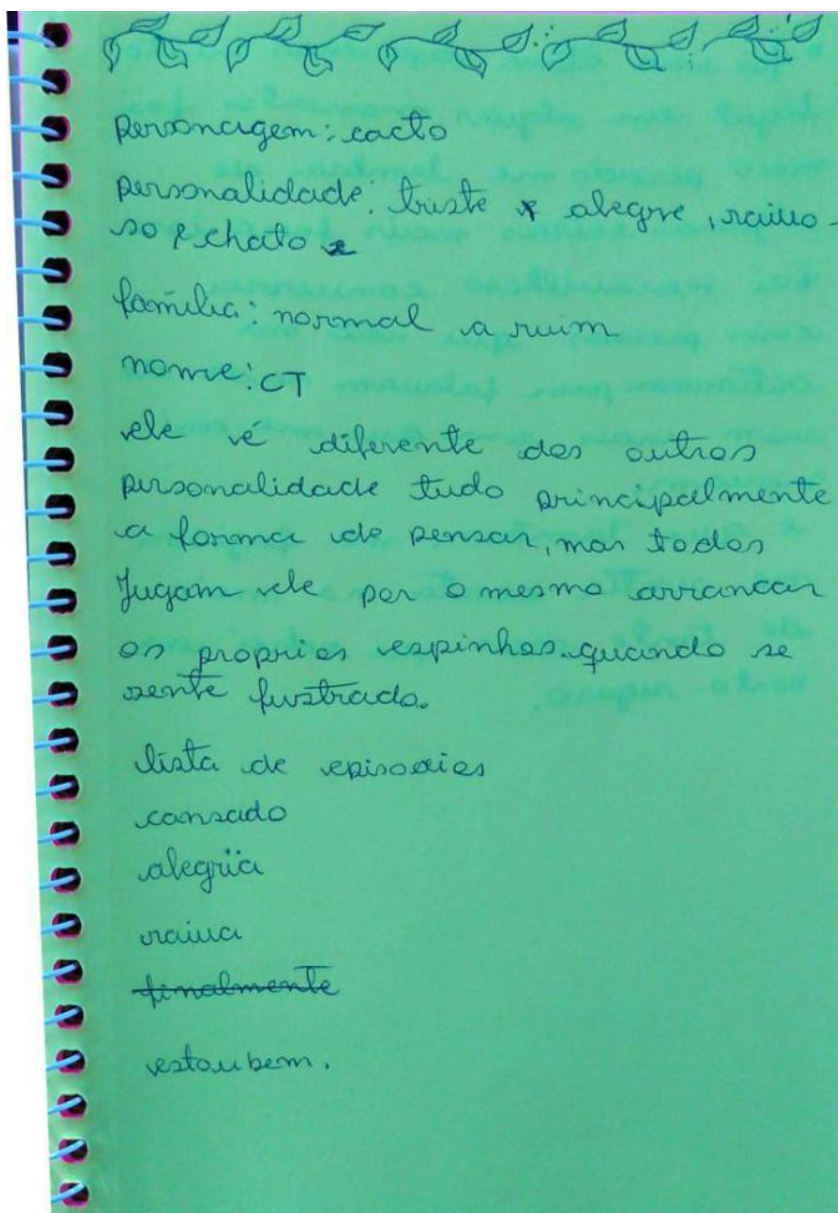 personagem: cacto
personalidade: triste e alegre, raivo-
so e chato
família: normal a ruim
nome: CT
ele é diferente dos outros
personalidade tudo principalmente
a forma de pensar, mas todos
Jugam ele por o mesmo arrancar
os proprios espinhos quando se
sente fustrado.
lista de episodios
cansado
alegria
raiva
finalmente
estou bem.